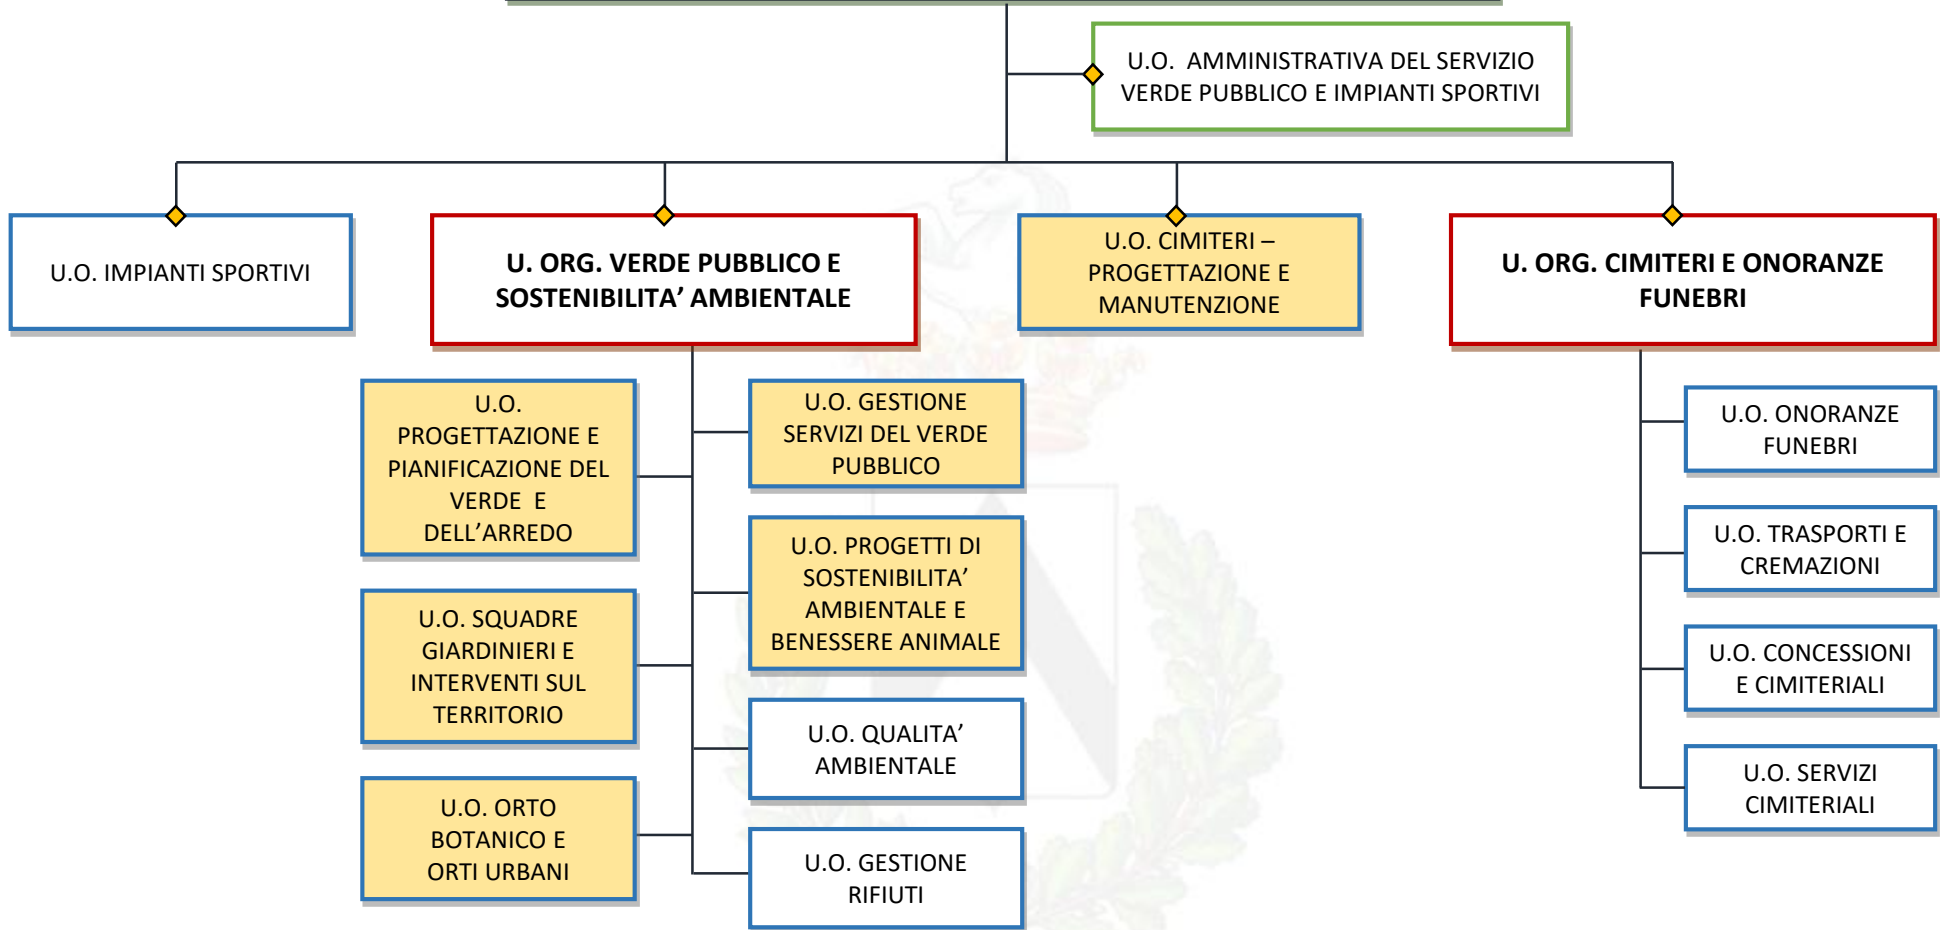 U.O. AMMINISTRATIVA DEL SERVIZIO
VERDE PUBBLICO E IMPIANTI SPORTIVI
U.O. IMPIANTI SPORTIVI
U. ORG. VERDE PUBBLICO E
SOSTENIBILITA’ AMBIENTALE
U.O. CIMITERI –
PROGETTAZIONE E
MANUTENZIONE
U. ORG. CIMITERI E ONORANZE
FUNEBRI
U.O.
PROGETTAZIONE E
PIANIFICAZIONE DEL
VERDE E
DELL’ARREDO
U.O. SQUADRE
GIARDINIERI E
INTERVENTI SUL
TERRITORIO
U.O. ORTO
BOTANICO E
ORTI URBANI
U.O. GESTIONE
SERVIZI DEL VERDE
PUBBLICO
U.O. PROGETTI DI
SOSTENIBILITA’
AMBIENTALE E
BENESSERE ANIMALE
U.O. QUALITA’
AMBIENTALE
U.O. GESTIONE
RIFIUTI
U.O. ONORANZE
FUNEBRI
U.O. TRASPORTI E
CREMAZIONI
U.O. CONCESSIONI
E CIMITERIALI
U.O. SERVIZI
CIMITERIALI